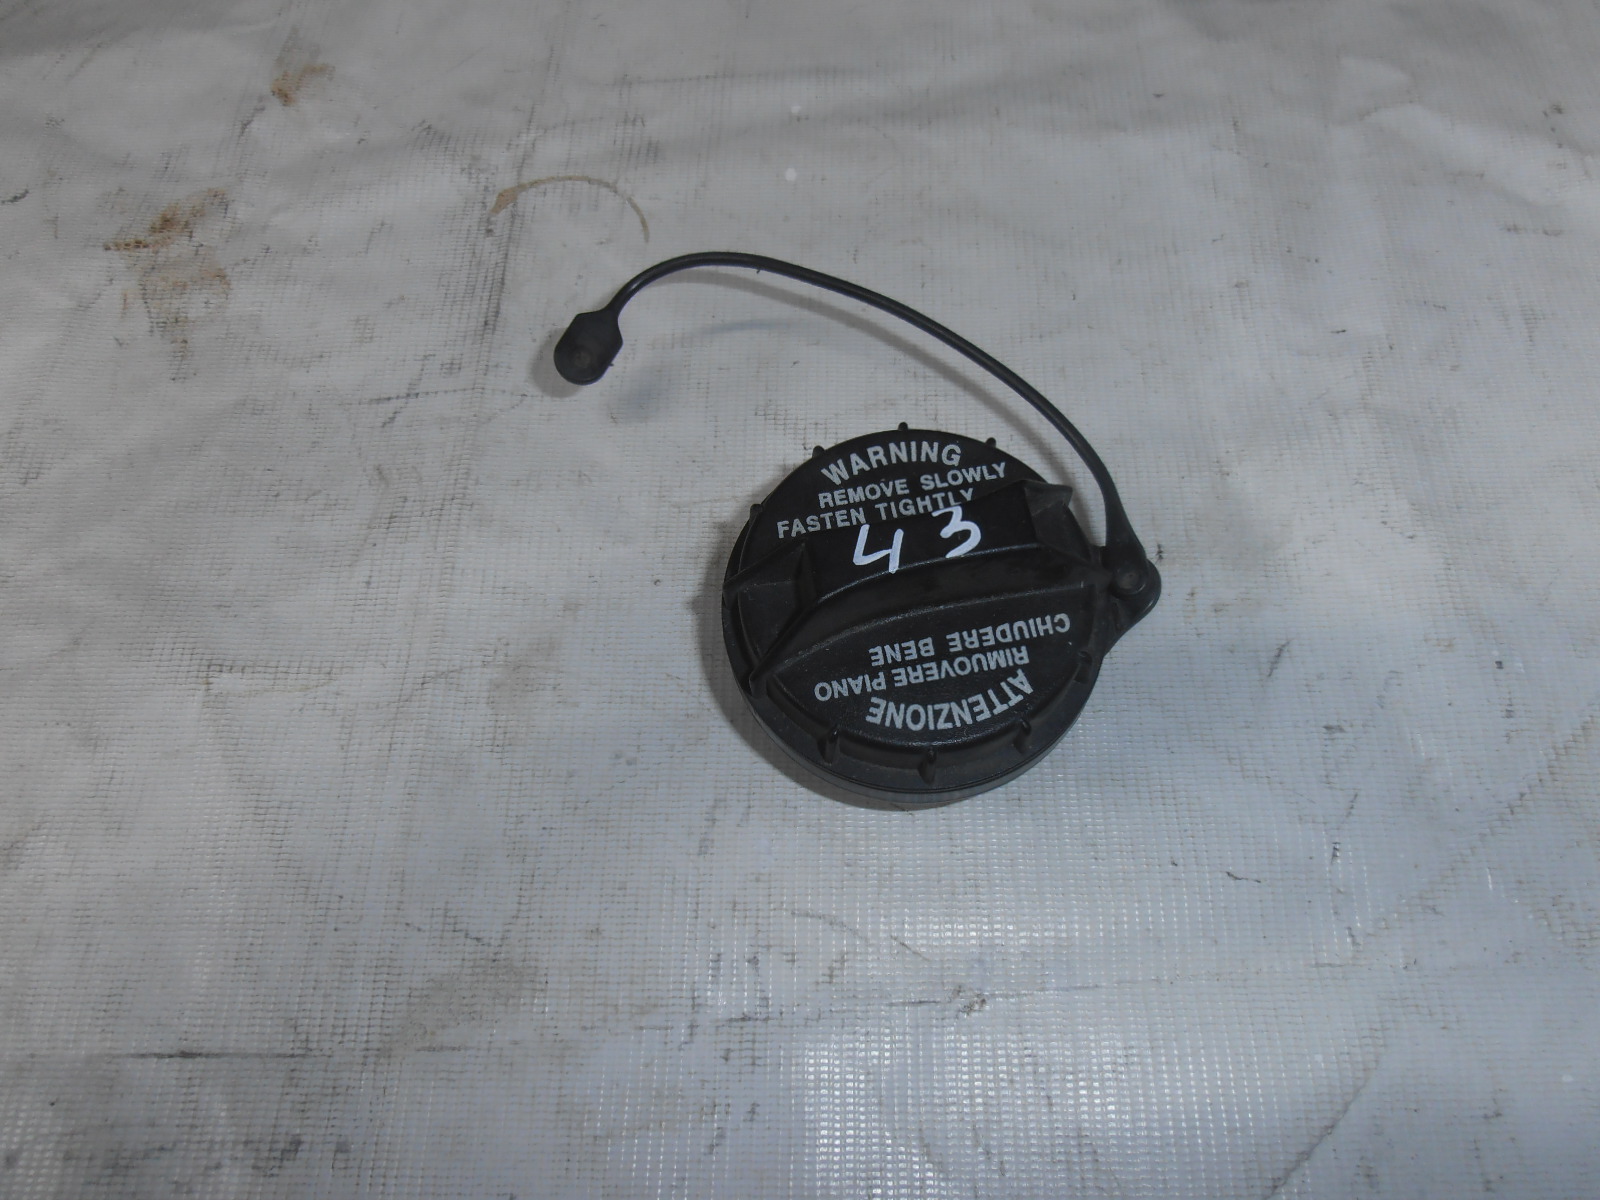 WARNING
REMOVE SLOWLY
FASTEN TIGHTLY
43
ATTENZIONE
RIMUOVERE PIANO
CHIUDERE BENE